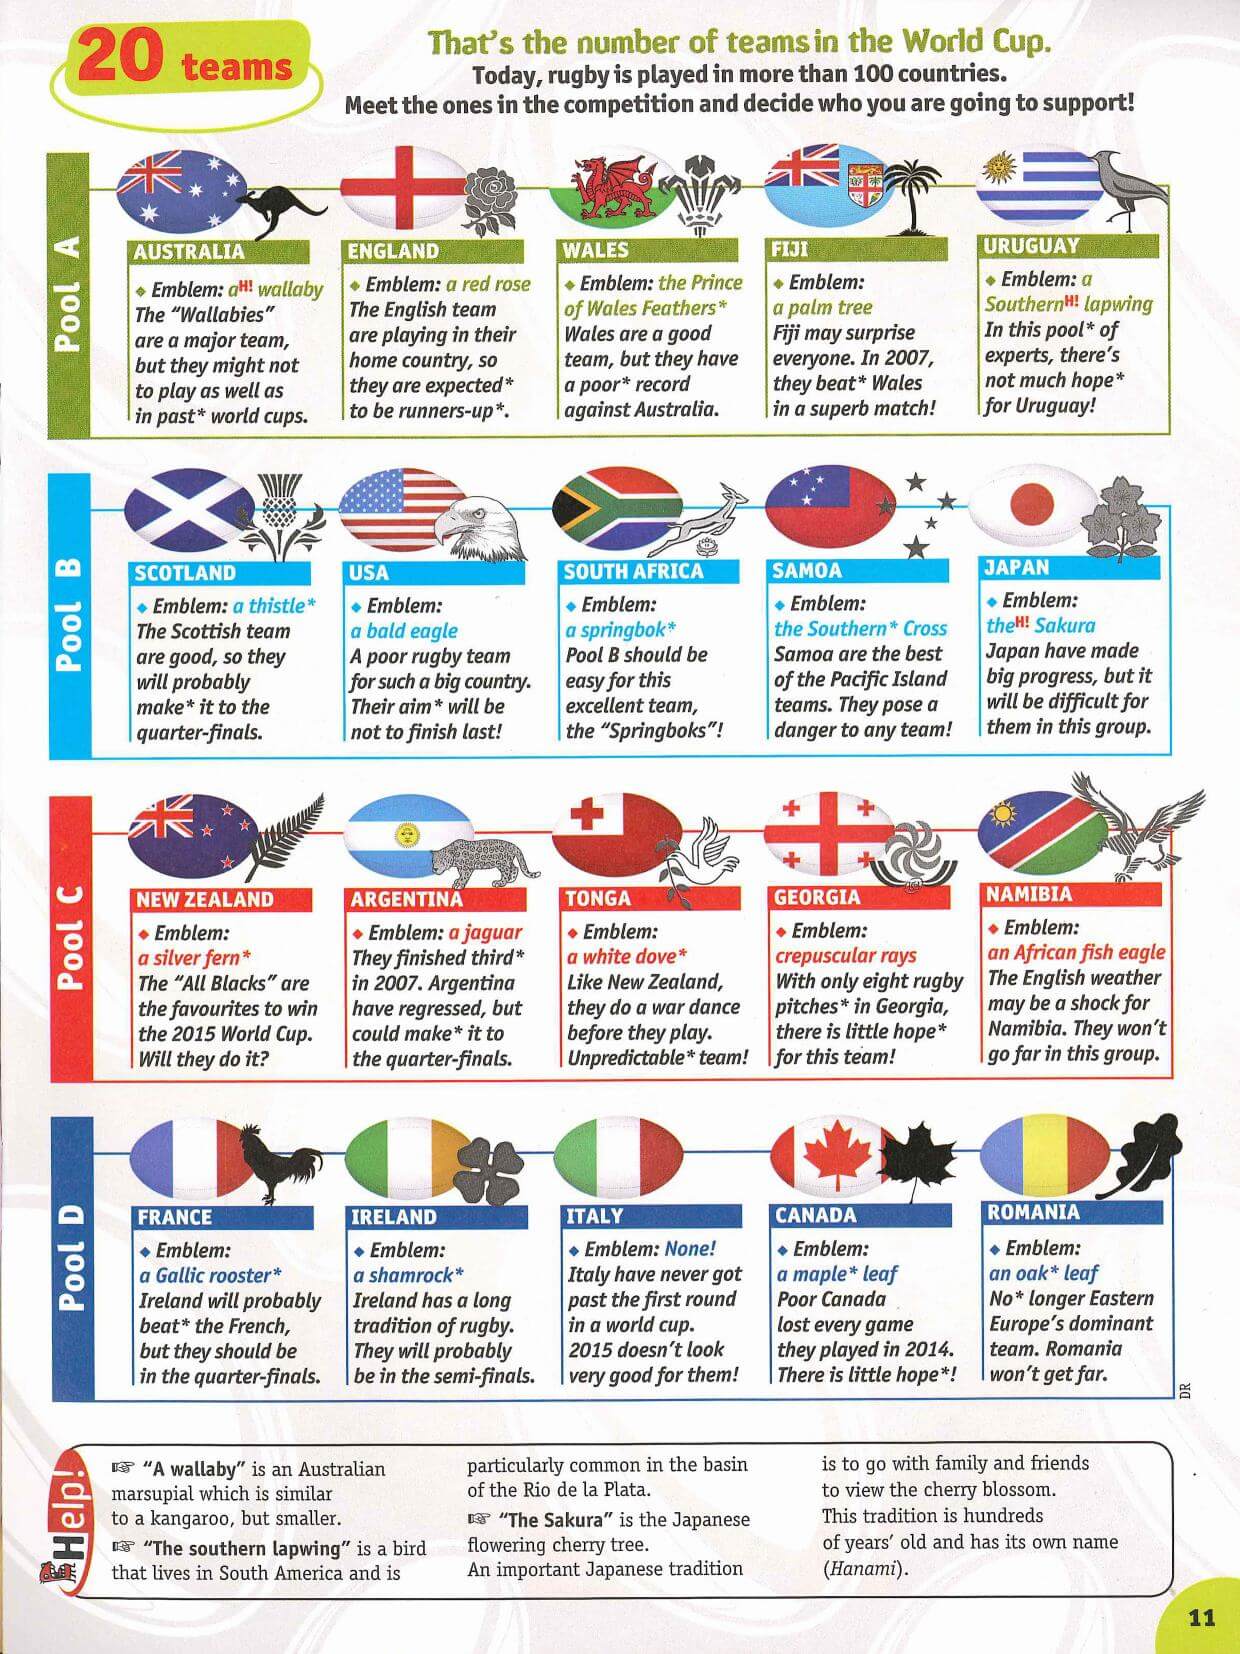 20 teams
That's the number of teams in the World Cup.
Today, rugby is played in more than 100 countries.
Meet the ones in the competition and decide who you are going to support!
Pool A
AUSTRALIA
◆ Emblem: aH! wallaby
The "Wallabies"
are a major team,
but they might not
to play as well as
in past* world cups.
ENGLAND
◆ Emblem: a red rose
The English team
are playing in their
home country, so
they are expected*
to be runners-up*.
WALES
◆ Emblem: the Prince
of Wales Feathers*
Wales are a good
team, but they have
a poor* record
against Australia.
FIJI
◆ Emblem:
a palm tree
Fiji may surprise
everyone. In 2007,
they beat* Wales
in a superb match!
URUGUAY
◆ Emblem: a
SouthernH! lapwing
In this pool* of
experts, there's
not much hope*
for Uruguay!
Pool B
SCOTLAND
◆ Emblem: a thistle*
The Scottish team
are good, so they
will probably
make* it to the
quarter-finals.
USA
◆ Emblem:
a bald eagle
A poor rugby team
for such a big country.
Their aim* will be
not to finish last!
SOUTH AFRICA
◆ Emblem:
a springbok*
Pool B should be
easy for this
excellent team,
the "Springboks"!
SAMOA
◆ Emblem:
the Southern* Cross
Samoa are the best
of the Pacific Island
teams. They pose a
danger to any team!
JAPAN
◆ Emblem:
theH! Sakura
Japan have made
big progress, but it
will be difficult for
them in this group.
Pool C
NEW ZEALAND
◆ Emblem:
a silver fern*
The "All Blacks" are
the favourites to win
the 2015 World Cup.
Will they do it?
ARGENTINA
◆ Emblem: a jaguar
They finished third*
in 2007. Argentina
have regressed, but
could make* it to
the quarter-finals.
TONGA
◆ Emblem:
a white dove*
Like New Zealand,
they do a war dance
before they play.
Unpredictable* team!
GEORGIA
◆ Emblem:
crepuscular rays
With only eight rugby
pitches* in Georgia,
there is little hope*
for this team!
NAMIBIA
◆ Emblem:
an African fish eagle
The English weather
may be a shock for
Namibia. They won't
go far in this group.
Pool D
FRANCE
◆ Emblem:
a Gallic rooster*
Ireland will probably
beat* the French,
but they should be
in the quarter-finals.
IRELAND
◆ Emblem:
a shamrock*
Ireland has a long
tradition of rugby.
They will probably
be in the semi-finals.
ITALY
◆ Emblem: None!
Italy have never got
past the first round
in a world cup.
2015 doesn't look
very good for them!
CANADA
◆ Emblem:
a maple* leaf
Poor Canada
lost every game
they played in 2014.
There is little hope*!
ROMANIA
◆ Emblem:
an oak* leaf
No* longer Eastern
Europe's dominant
team. Romania
won't get far.
DR
Help!
☞ "A wallaby" is an Australian
marsupial which is similar
to a kangaroo, but smaller.
☞ "The southern lapwing" is a bird
that lives in South America and is
particularly common in the basin
of the Rio de la Plata.
☞ "The Sakura" is the Japanese
flowering cherry tree.
An important Japanese tradition
is to go with family and friends
to view the cherry blossom.
This tradition is hundreds
of years' old and has its own name
(Hanami).
11